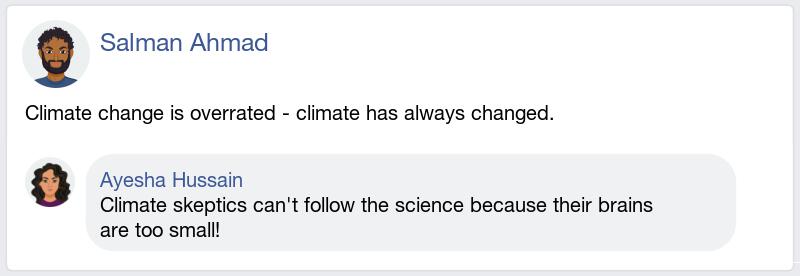 Salman Ahmad
Climate change is overrated - climate has always changed.
Ayesha Hussain
Climate skeptics can't follow the science because their brains
are too small!